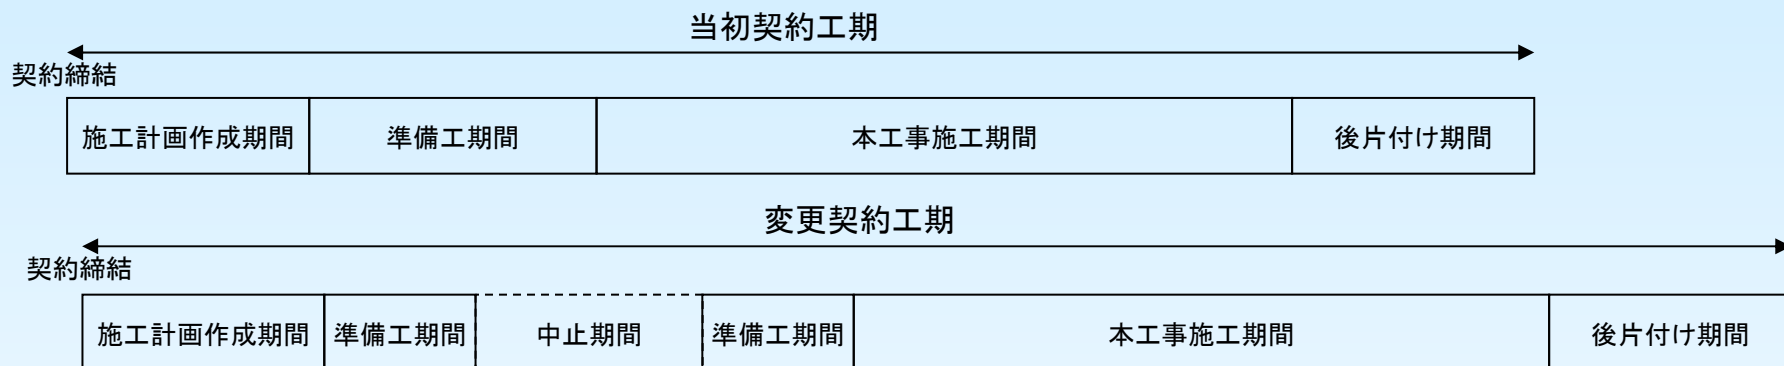 当初契約工期
契約締結
施工計画作成期間 準備工期間 本工事施工期間 後片付け期間
変更契約工期
契約締結
施工計画作成期間 準備工期間 中止期間 準備工期間 本工事施工期間 後片付け期間